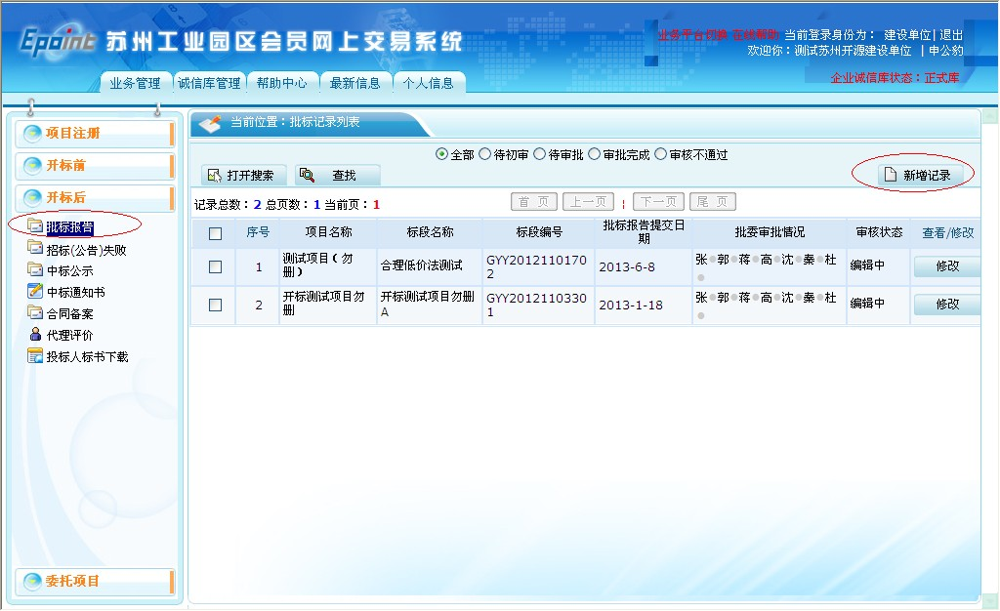 Epoint 苏州工业园区会员网上交易系统
业务平台切换 在线帮助 当前登录身份为： 建设单位| 退出
欢迎你：测试苏州开源建设单位 | 申公豹
企业诚信库状态：正式库
业务管理 诚信库管理 帮助中心 最新信息 个人信息
项目注册
开标前
开标后
批标报告
招标(公告)失败
中标公示
中标通知书
合同备案
代理评价
投标人标书下载
委托项目
当前位置：批标记录列表
全部 待初审 待审批 审批完成 审核不通过
打开搜索 查找 新增记录
记录总数：2 总页数：1 当前页：1 首 页 上一页 ¦ 下一页 尾 页
序号 项目名称 标段名称 标段编号 批标报告提交日期 批委审批情况 审核状态 查看/修改
1 测试项目（勿删） 合理低价法测试 GYY20121101702 2013-6-8 张 郭 蒋 高 沈 秦 杜 编辑中 修改
2 开标测试项目勿删 开标测试项目勿删A GYY20121103301 2013-1-18 张 郭 蒋 高 沈 秦 杜 编辑中 修改